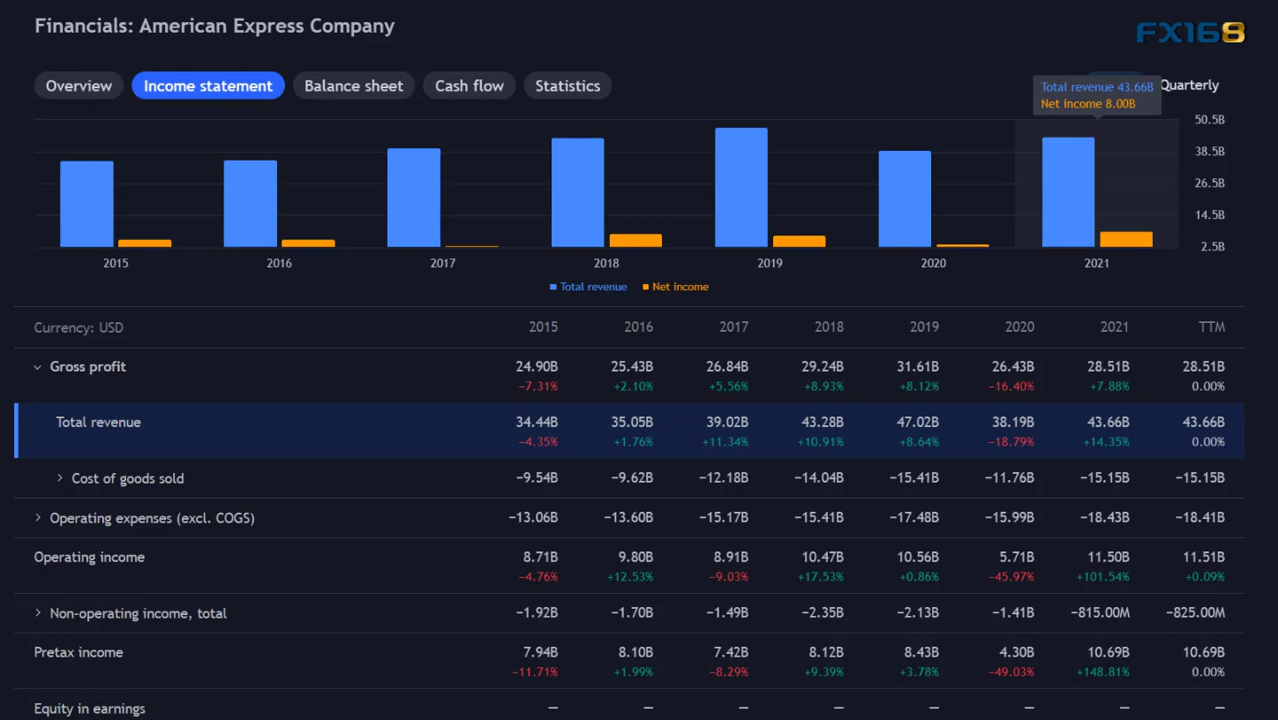 Financials: American Express Company
FX168
Overview Income statement Balance sheet Cash flow Statistics Quarterly
Total revenue 43.66B
Net income 8.00B
50.5B
38.5B
26.5B
14.5B
2.5B
2015 2016 2017 2018 2019 2020 2021
Total revenue Net income
Currency: USD 2015 2016 2017 2018 2019 2020 2021 TTM
Gross profit 24.90B 25.43B 26.84B 29.24B 31.61B 26.43B 28.51B 28.51B
−7.31% +2.10% +5.56% +8.93% +8.12% −16.40% +7.88% 0.00%
Total revenue 34.44B 35.05B 39.02B 43.28B 47.02B 38.19B 43.66B 43.66B
−4.35% +1.76% +11.34% +10.91% +8.64% −18.79% +14.35% 0.00%
Cost of goods sold −9.54B −9.62B −12.18B −14.04B −15.41B −11.76B −15.15B −15.15B
Operating expenses (excl. COGS) −13.06B −13.60B −15.17B −15.41B −17.48B −15.99B −18.43B −18.41B
Operating income 8.71B 9.80B 8.91B 10.47B 10.56B 5.71B 11.50B 11.51B
−4.76% +12.53% −9.03% +17.53% +0.86% −45.97% +101.54% +0.09%
Non-operating income, total −1.92B −1.70B −1.49B −2.35B −2.13B −1.41B −815.00M −825.00M
Pretax income 7.94B 8.10B 7.42B 8.12B 8.43B 4.30B 10.69B 10.69B
−11.71% +1.99% −8.29% +9.39% +3.78% −49.03% +148.81% 0.00%
Equity in earnings — — — — — — — —